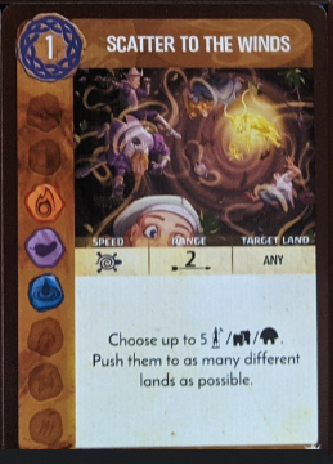 1
SCATTER TO THE WINDS
SPEED RANGE TARGET LAND
2 ANY
Choose up to 5 / / .
Push them to as many different
lands as possible.